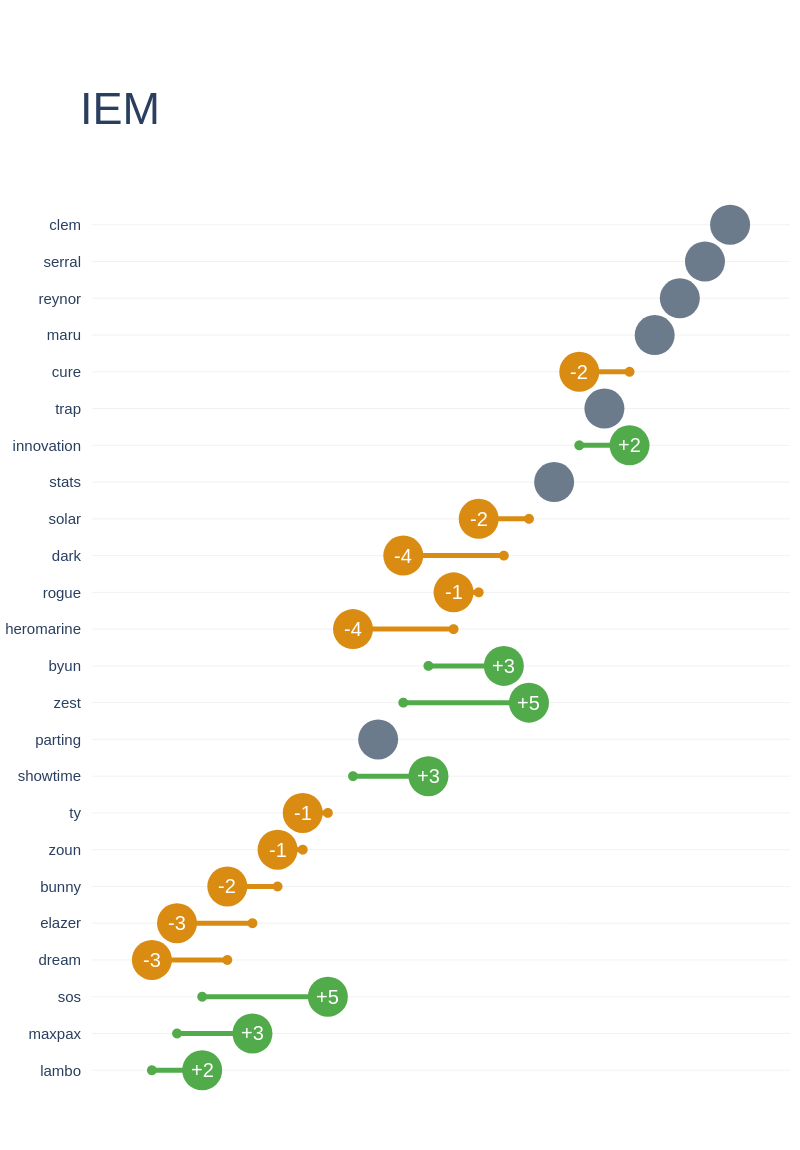 IEM
clem
serral
reynor
maru
cure -2
trap
innovation +2
stats
solar -2
dark -4
rogue -1
heromarine -4
byun +3
zest +5
parting
showtime +3
ty -1
zoun -1
bunny -2
elazer -3
dream -3
sos +5
maxpax +3
lambo +2